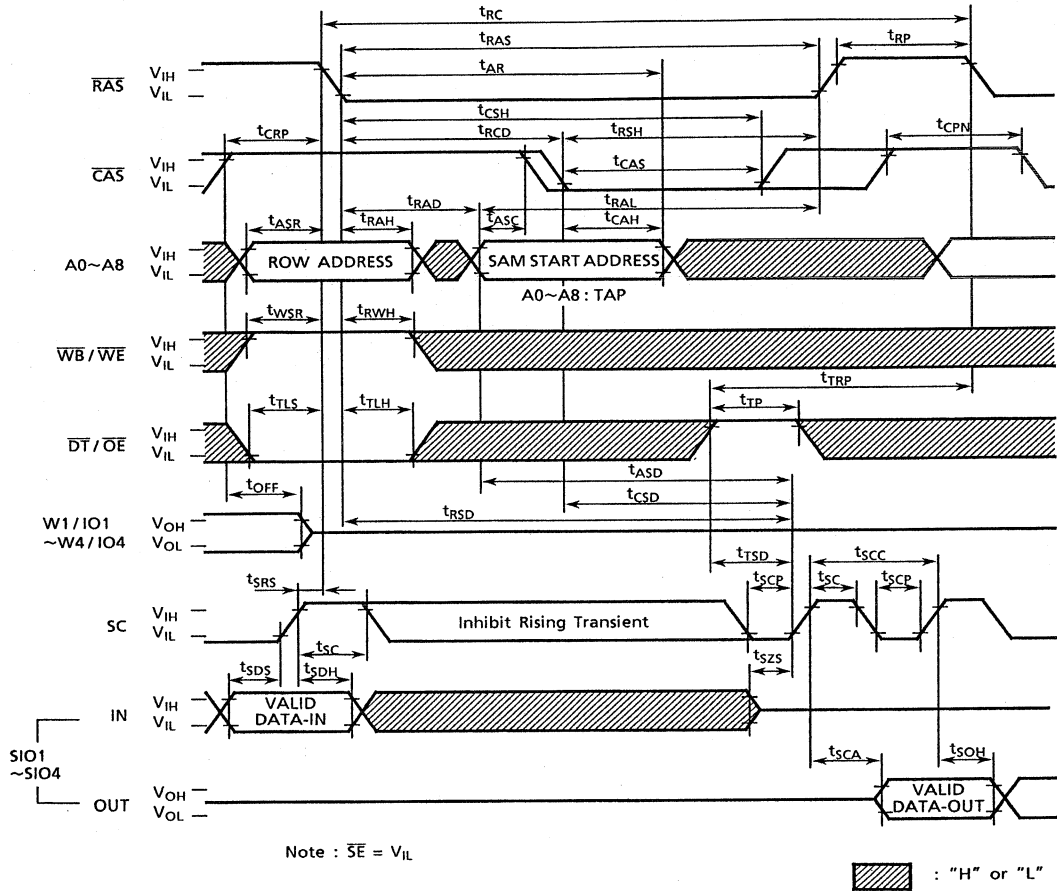 tRC
tRAS
tRP
tAR
RAS
VIH
VIL
tCSH
tCRP
tRCD
tRSH
tCPN
CAS
VIH
VIL
tCAS
tRAD
tRAL
tASR
tRAH
tASC
tCAH
A0~A8
VIH
VIL
ROW ADDRESS
SAM START ADDRESS
A0~A8 : TAP
tWSR
tRWH
WB / WE
VIH
VIL
tTRP
tTLS
tTLH
tTP
DT / OE
VIH
VIL
tASD
tOFF
tCSD
W1 / IO1
~W4 / IO4
VOH
VOL
tRSD
tTSD
tSCC
tSRS
tSCP
tSC
tSCP
SC
VIH
VIL
Inhibit Rising Transient
tSC
tSZS
tSDS
tSDH
IN
VIH
VIL
VALID
DATA-IN
SIO1
~SIO4
tSCA
tSOH
OUT
VOH
VOL
VALID
DATA-OUT
Note : SE = VIL
: "H" or "L"